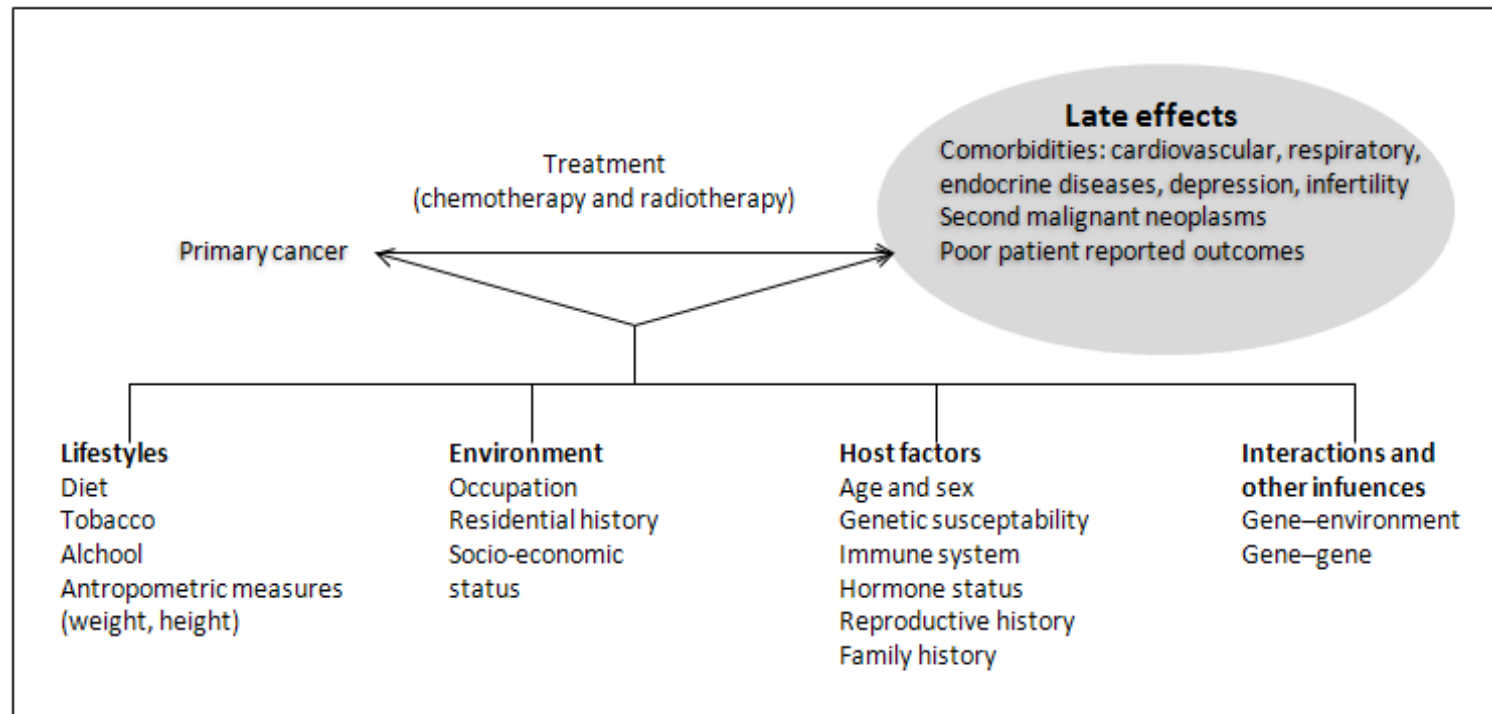 Late effects
Comorbidities: cardiovascular, respiratory,
endocrine diseases, depression, infertility
Second malignant neoplasms
Poor patient reported outcomes
Treatment
(chemotherapy and radiotherapy)
Primary cancer
Lifestyles
Diet
Tobacco
Alchool
Antropometric measures
(weight, height)
Environment
Occupation
Residential history
Socio-economic
status
Host factors
Age and sex
Genetic susceptability
Immune system
Hormone status
Reproductive history
Family history
Interactions and
other infuences
Gene–environment
Gene–gene